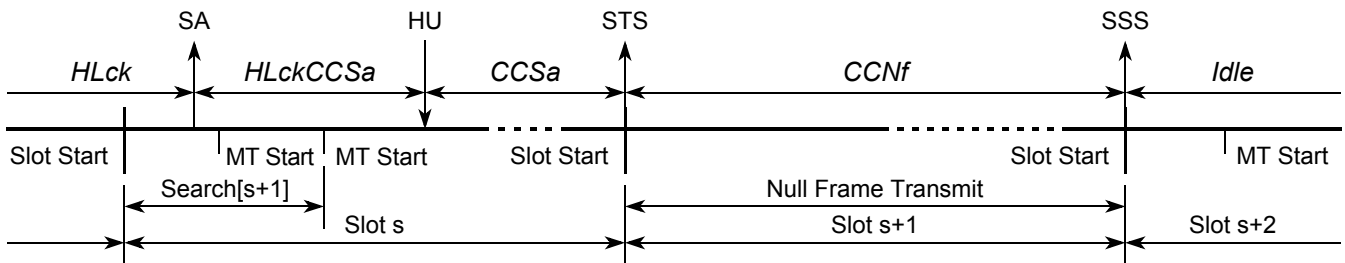 SA HU STS SSS
HLck HLckCCSa CCSa CCNf Idle
Slot Start MT Start MT Start Slot Start Slot Start MT Start
Search[s+1] Null Frame Transmit
Slot s Slot s+1 Slot s+2